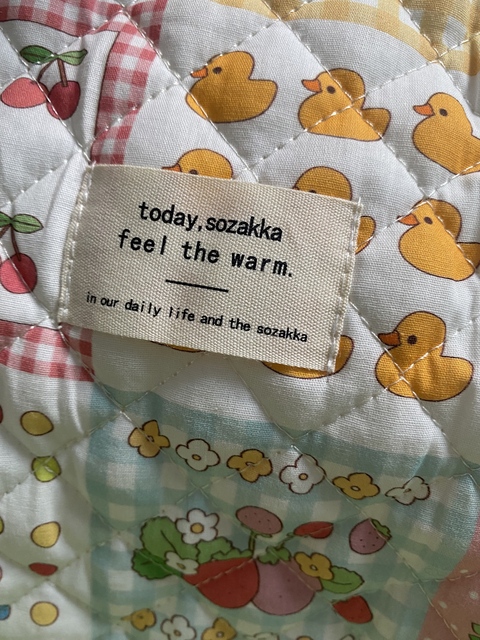 today,sozakka
feel the warm.
in our daily life and the sozakka